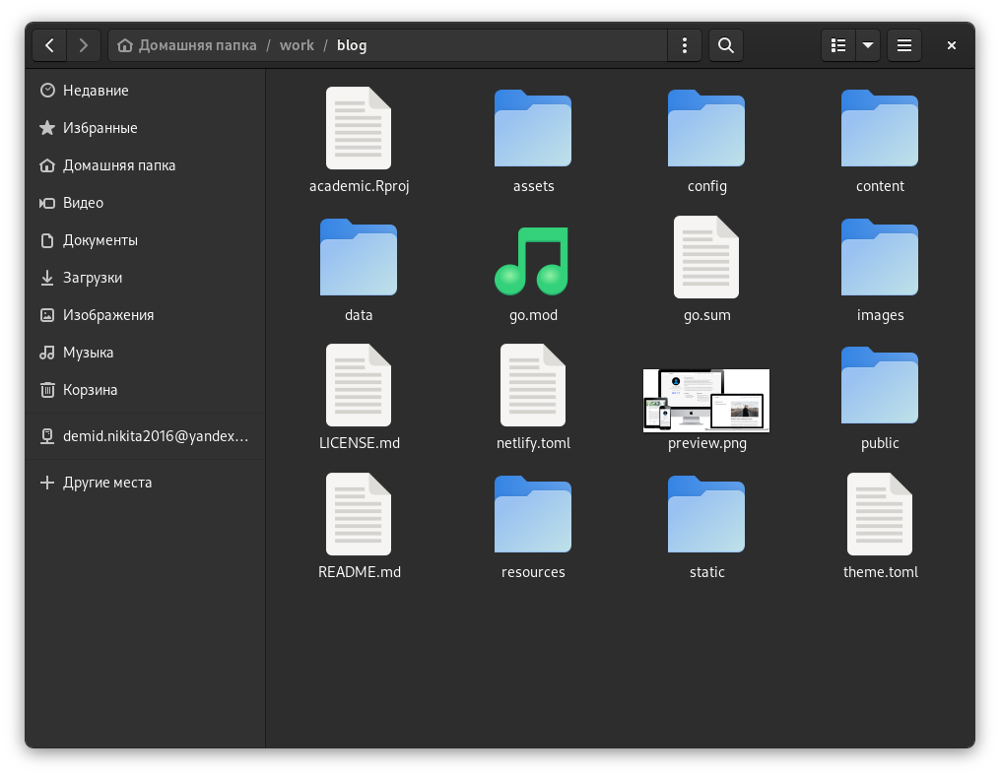 Домашняя папка / work / blog
Недавние
Избранные
Домашняя папка
Видео
Документы
Загрузки
Изображения
Музыка
Корзина
demid.nikita2016@yandex...
Другие места
academic.Rproj assets config content
data go.mod go.sum images
LICENSE.md netlify.toml preview.png public
README.md resources static theme.toml